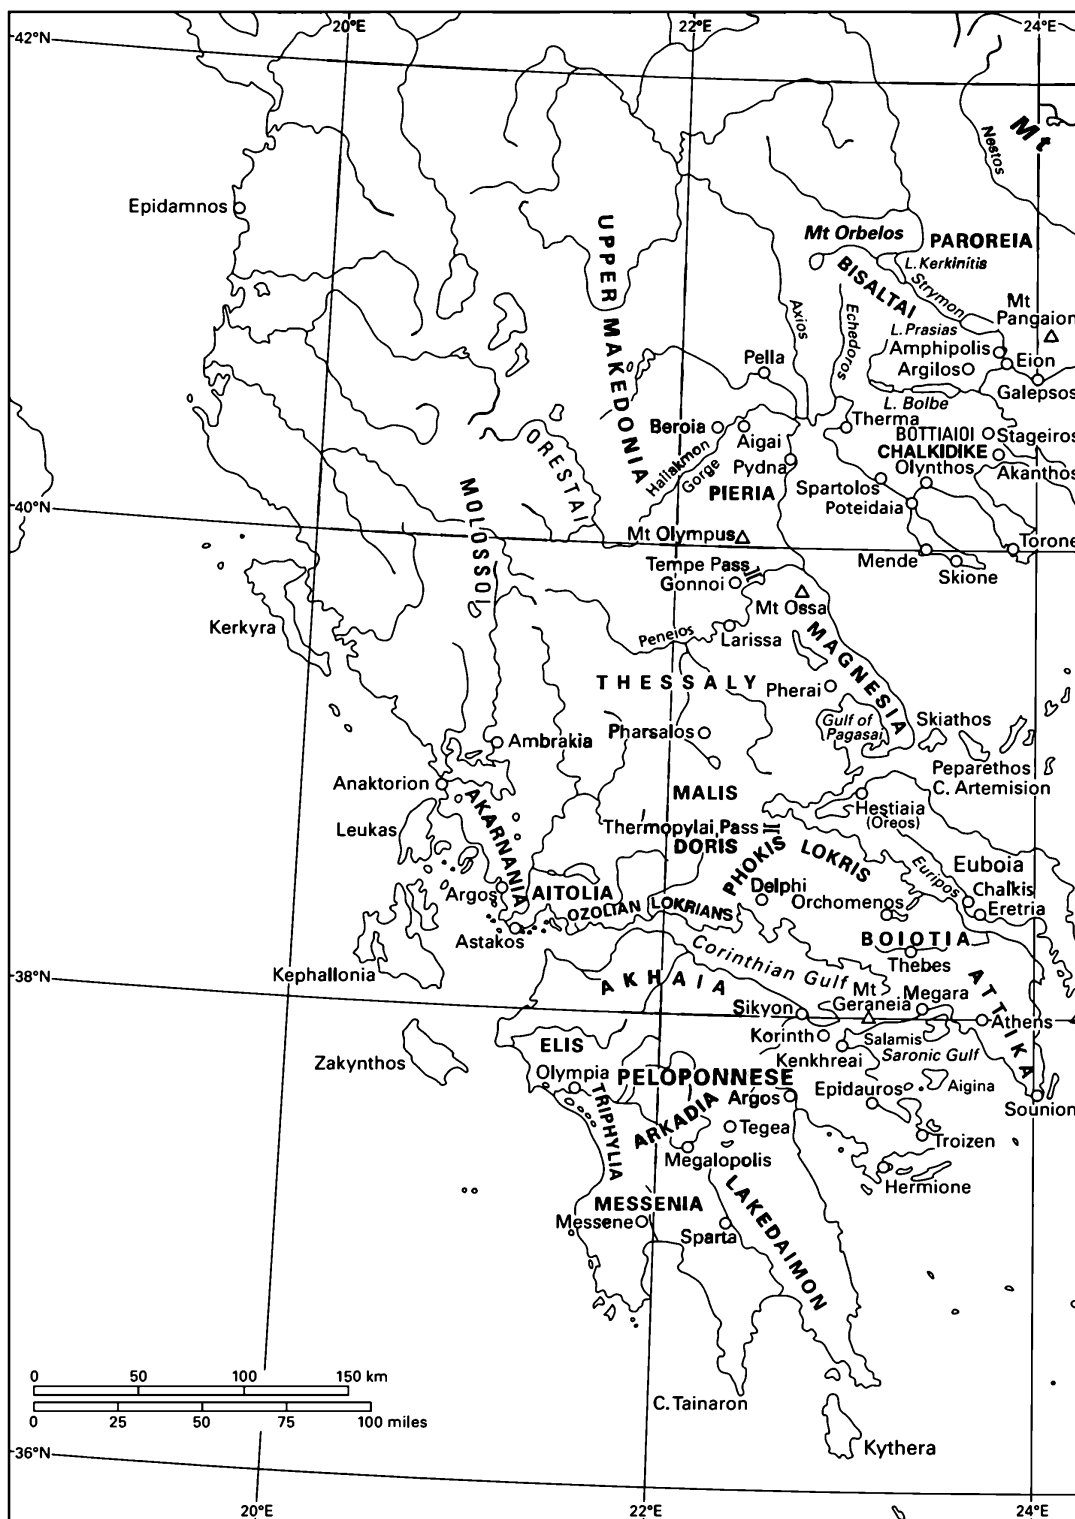 20°E
22°E
24°E
42°N
Mt
Nestos
Epidamnos
Mt Orbelos
PAROREIA
L. Kerkinitis
BISALTAI
Strymon
UPPER MAKEDONIA
Mt
Pangaion
Axios
Echedoros
L. Prasias
Amphipolis
Eion
Pella
Argilos
Galepsos
L. Bolbe
Therma
Beroia
Aigai
BOTTIAIOI
Stageiros
ORESTAI
Haliakmon
Gorge
Pydna
CHALKIDIKE
Olynthos
Akanthos
PIERIA
Spartolos
Poteidaia
MOLOSSOI
40°N
Mt Olympus
Torone
Mende
Skione
Tempe Pass
Gonnoi
Mt Ossa
Kerkyra
Peneios
Larissa
MAGNESIA
THESSALY
Pherai
Gulf of
Pagasai
Skiathos
Pharsalos
Ambrakia
Peparethos
Anaktorion
C. Artemision
MALIS
Hestiaia
(Oreos)
AKARNANIA
Leukas
Thermopylai Pass
DORIS
PHOKIS
LOKRIS
Euboia
Euripos
Chalkis
Argos
AITOLIA
Delphi
Orchomenos
Eretria
OZOLIAN LOKRIANS
Astakos
BOIOTIA
Corinthian Gulf
Thebes
Kephallonia
38°N
AKHAIA
Mt
Geraneia
Megara
ATTIKA
Sikyon
Athens
Korinth
Salamis
ELIS
Kenkhreai
Saronic Gulf
Zakynthos
Olympia
PELOPONNESE
Epidauros
Aigina
Argos
Sounion
TRIPHYLIA
ARKADIA
Tegea
Troizen
Megalopolis
Hermione
LAKEDAIMON
MESSENIA
Messene
Sparta
0 50 100 150 km
0 25 50 75 100 miles
C. Tainaron
Kythera
36°N
20°E
22°E
24°E